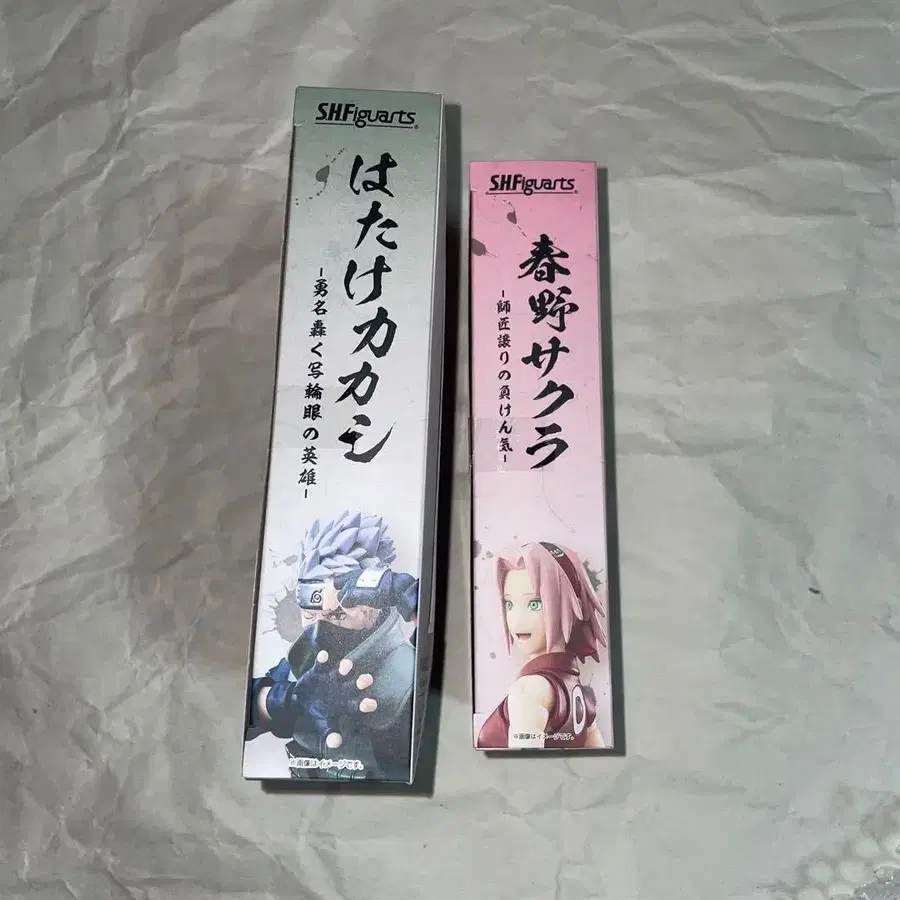 S.H.Figuarts
はたけカカシ
-勇名轟く写輪眼の英雄-
※画像はイメージです。
S.H.Figuarts
春野サクラ
-師匠譲りの負けん気-
※画像はイメージです。